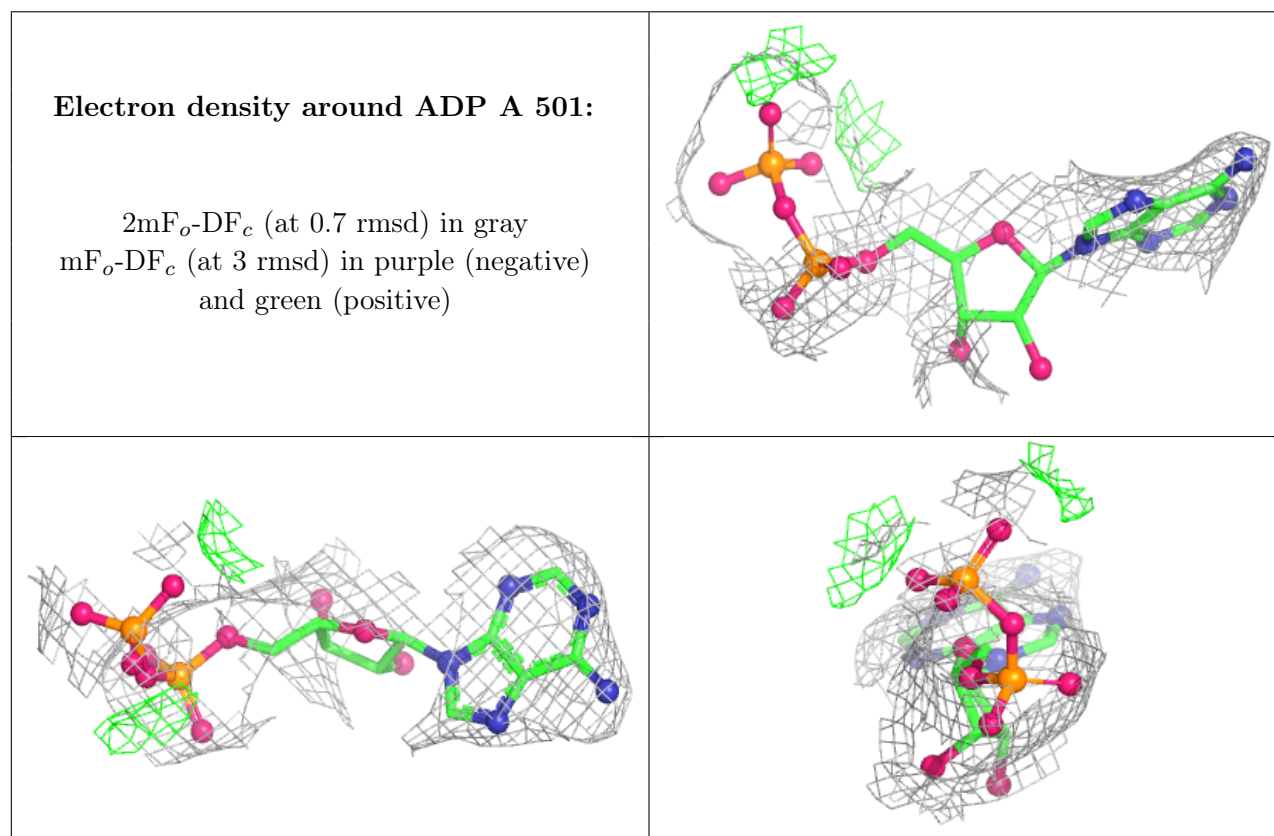 Electron density around ADP A 501:
2mFo-DFc (at 0.7 rmsd) in gray
mFo-DFc (at 3 rmsd) in purple (negative)
and green (positive)